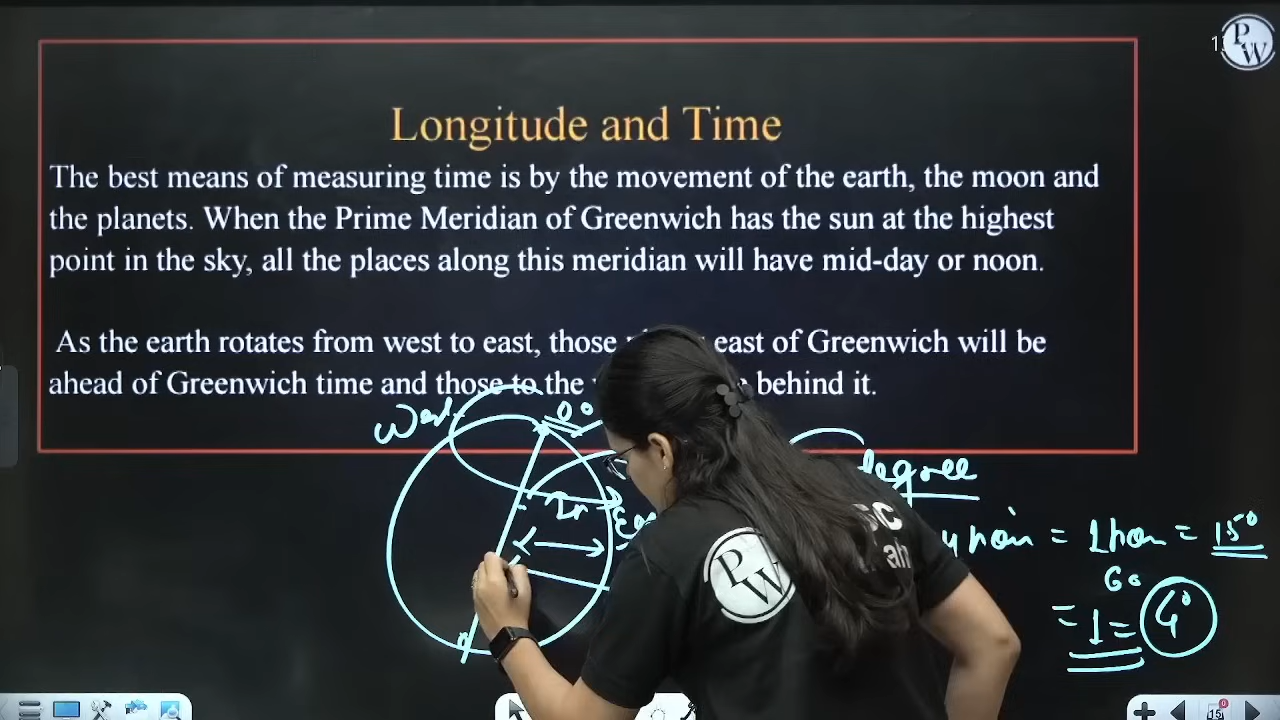 PW
Longitude and Time
The best means of measuring time is by the movement of the earth, the moon and
the planets. When the Prime Meridian of Greenwich has the sun at the highest
point in the sky, all the places along this meridian will have mid-day or noon.
As the earth rotates from west to east, those east of Greenwich will be
ahead of Greenwich time and those to the behind it.
West
0°
degree
= 1 hour = 15°
60
= 1 = 4°
PW
15